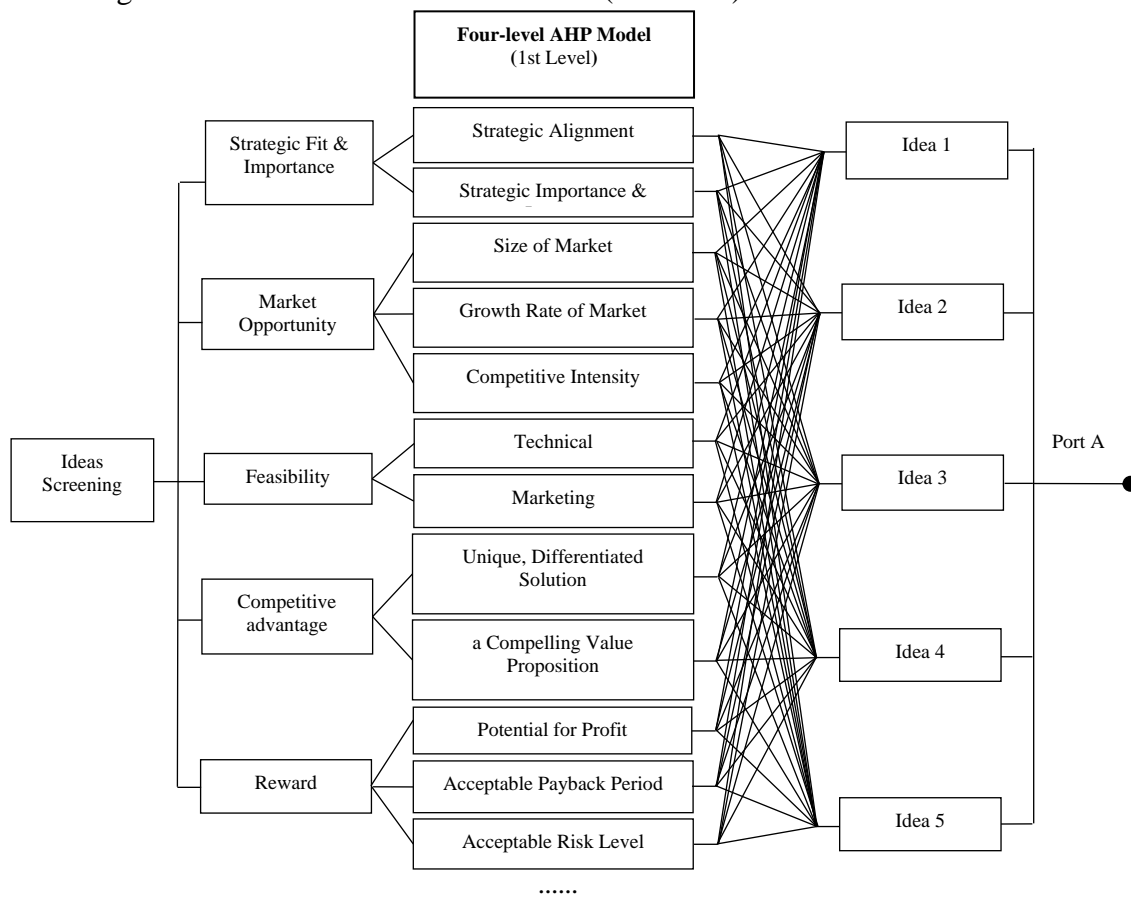 Four-level AHP Model
(1st Level)
Strategic Fit &
Importance
Strategic Alignment
Strategic Importance &
Idea 1
Market
Opportunity
Size of Market
Growth Rate of Market
Competitive Intensity
Idea 2
Ideas
Screening
Feasibility
Technical
Marketing
Idea 3
Port A
Competitive
advantage
Unique, Differentiated
Solution
a Compelling Value
Proposition
Idea 4
Reward
Potential for Profit
Acceptable Payback Period
Acceptable Risk Level
Idea 5
......